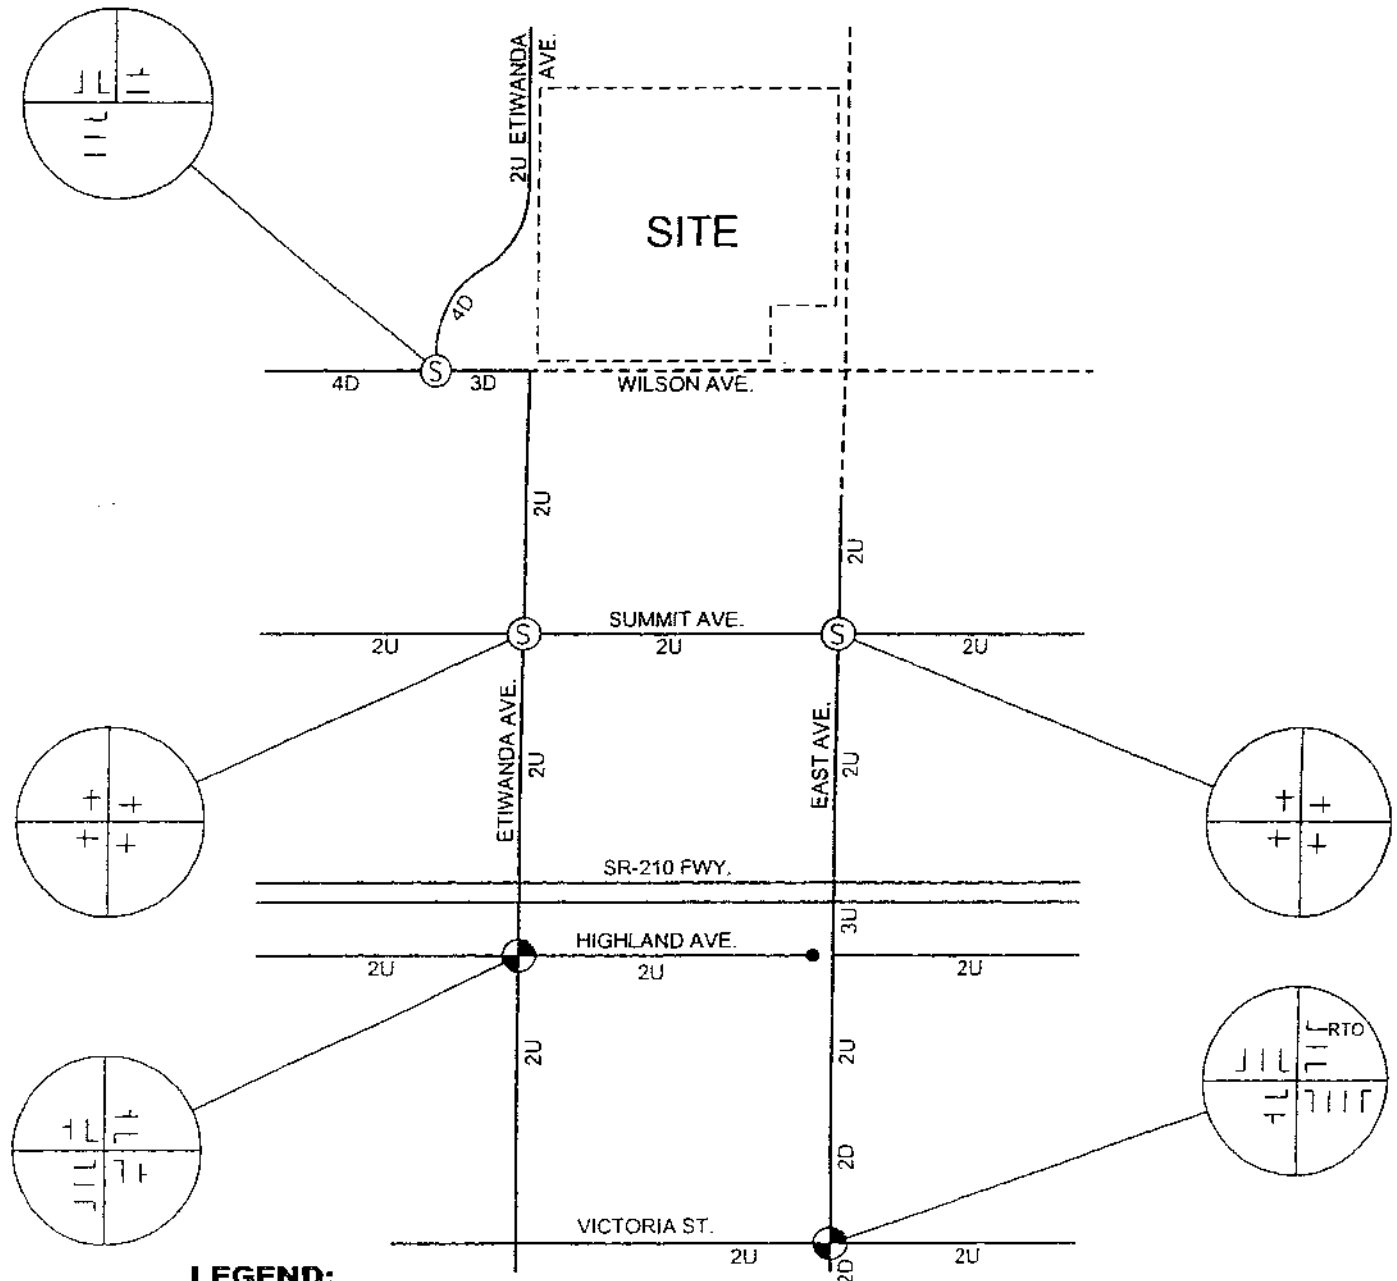 2U ETIWANDA
AVE.
SITE
4D
S
4D
3D
WILSON AVE.
2U
2U
SUMMIT AVE.
S
S
2U
2U
2U
ETIWANDA AVE.
2U
EAST AVE.
2U
SR-210 FWY.
3U
HIGHLAND AVE.
2U
2U
2U
RTO
2U
2U
2D
VICTORIA ST.
2U
2U
2D
LEGEND: